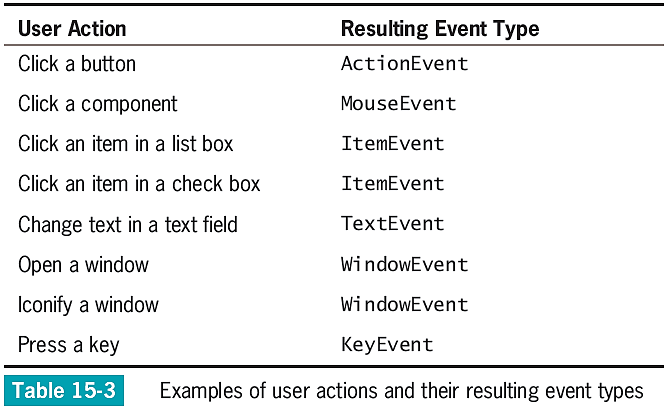 User Action Resulting Event Type
Click a button ActionEvent
Click a component MouseEvent
Click an item in a list box ItemEvent
Click an item in a check box ItemEvent
Change text in a text field TextEvent
Open a window WindowEvent
Iconify a window WindowEvent
Press a key KeyEvent
Table 15-3 Examples of user actions and their resulting event types